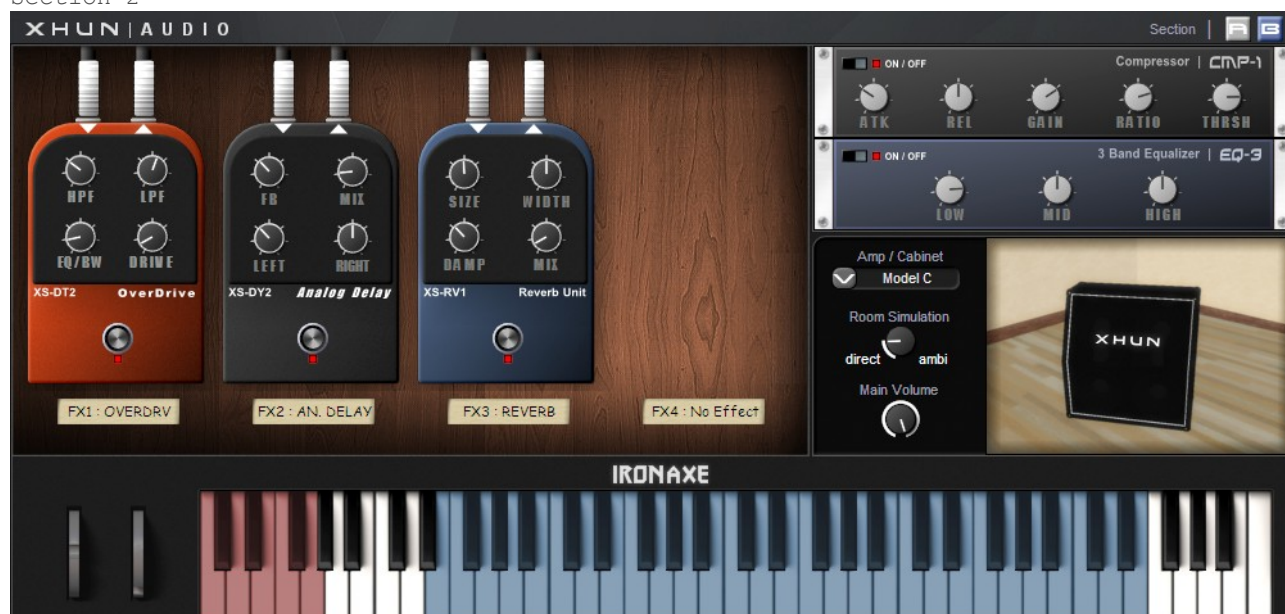 Section 2
XHUN|AUDIO
Section | A B
HPF LPF
EQ/BW DRIVE
XS-DT2 OverDrive
FX1 : OVERDRV
FB MIX
LEFT RIGHT
XS-DY2 Analog Delay
FX2 : AN. DELAY
SIZE WIDTH
DAMP MIX
XS-RV1 Reverb Unit
FX3 : REVERB
FX4 : No Effect
ON / OFF Compressor | CMP-1
ATK REL GAIN RATIO THRSH
ON / OFF 3 Band Equalizer | EQ-3
LOW MID HIGH
Amp / Cabinet
Model C
Room Simulation
direct ambi
Main Volume
XHUN
IRONAXE